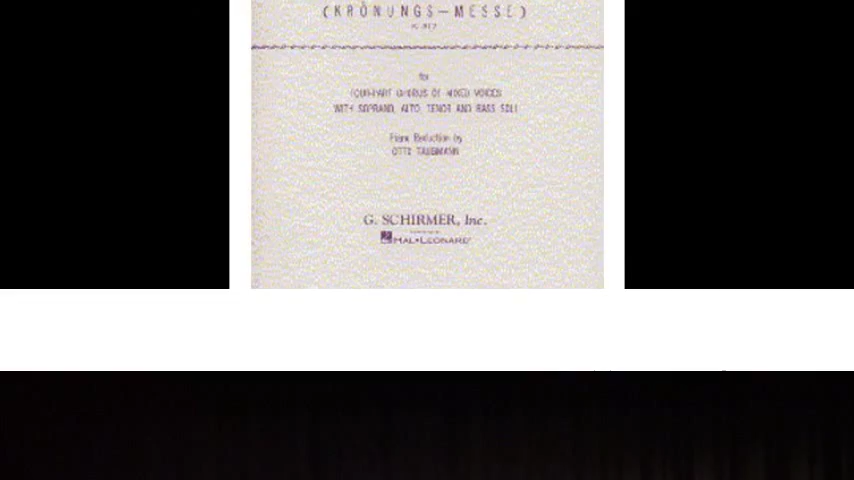 (KRÖNUNGS—MESSE)
K. 317
for
FOUR-PART CHORUS OF MIXED VOICES
WITH SOPRANO, ALTO, TENOR AND BASS SOLI
Piano Reduction by
OTTO TAUBMANN
G. SCHIRMER, Inc.
HAL•LEONARD®